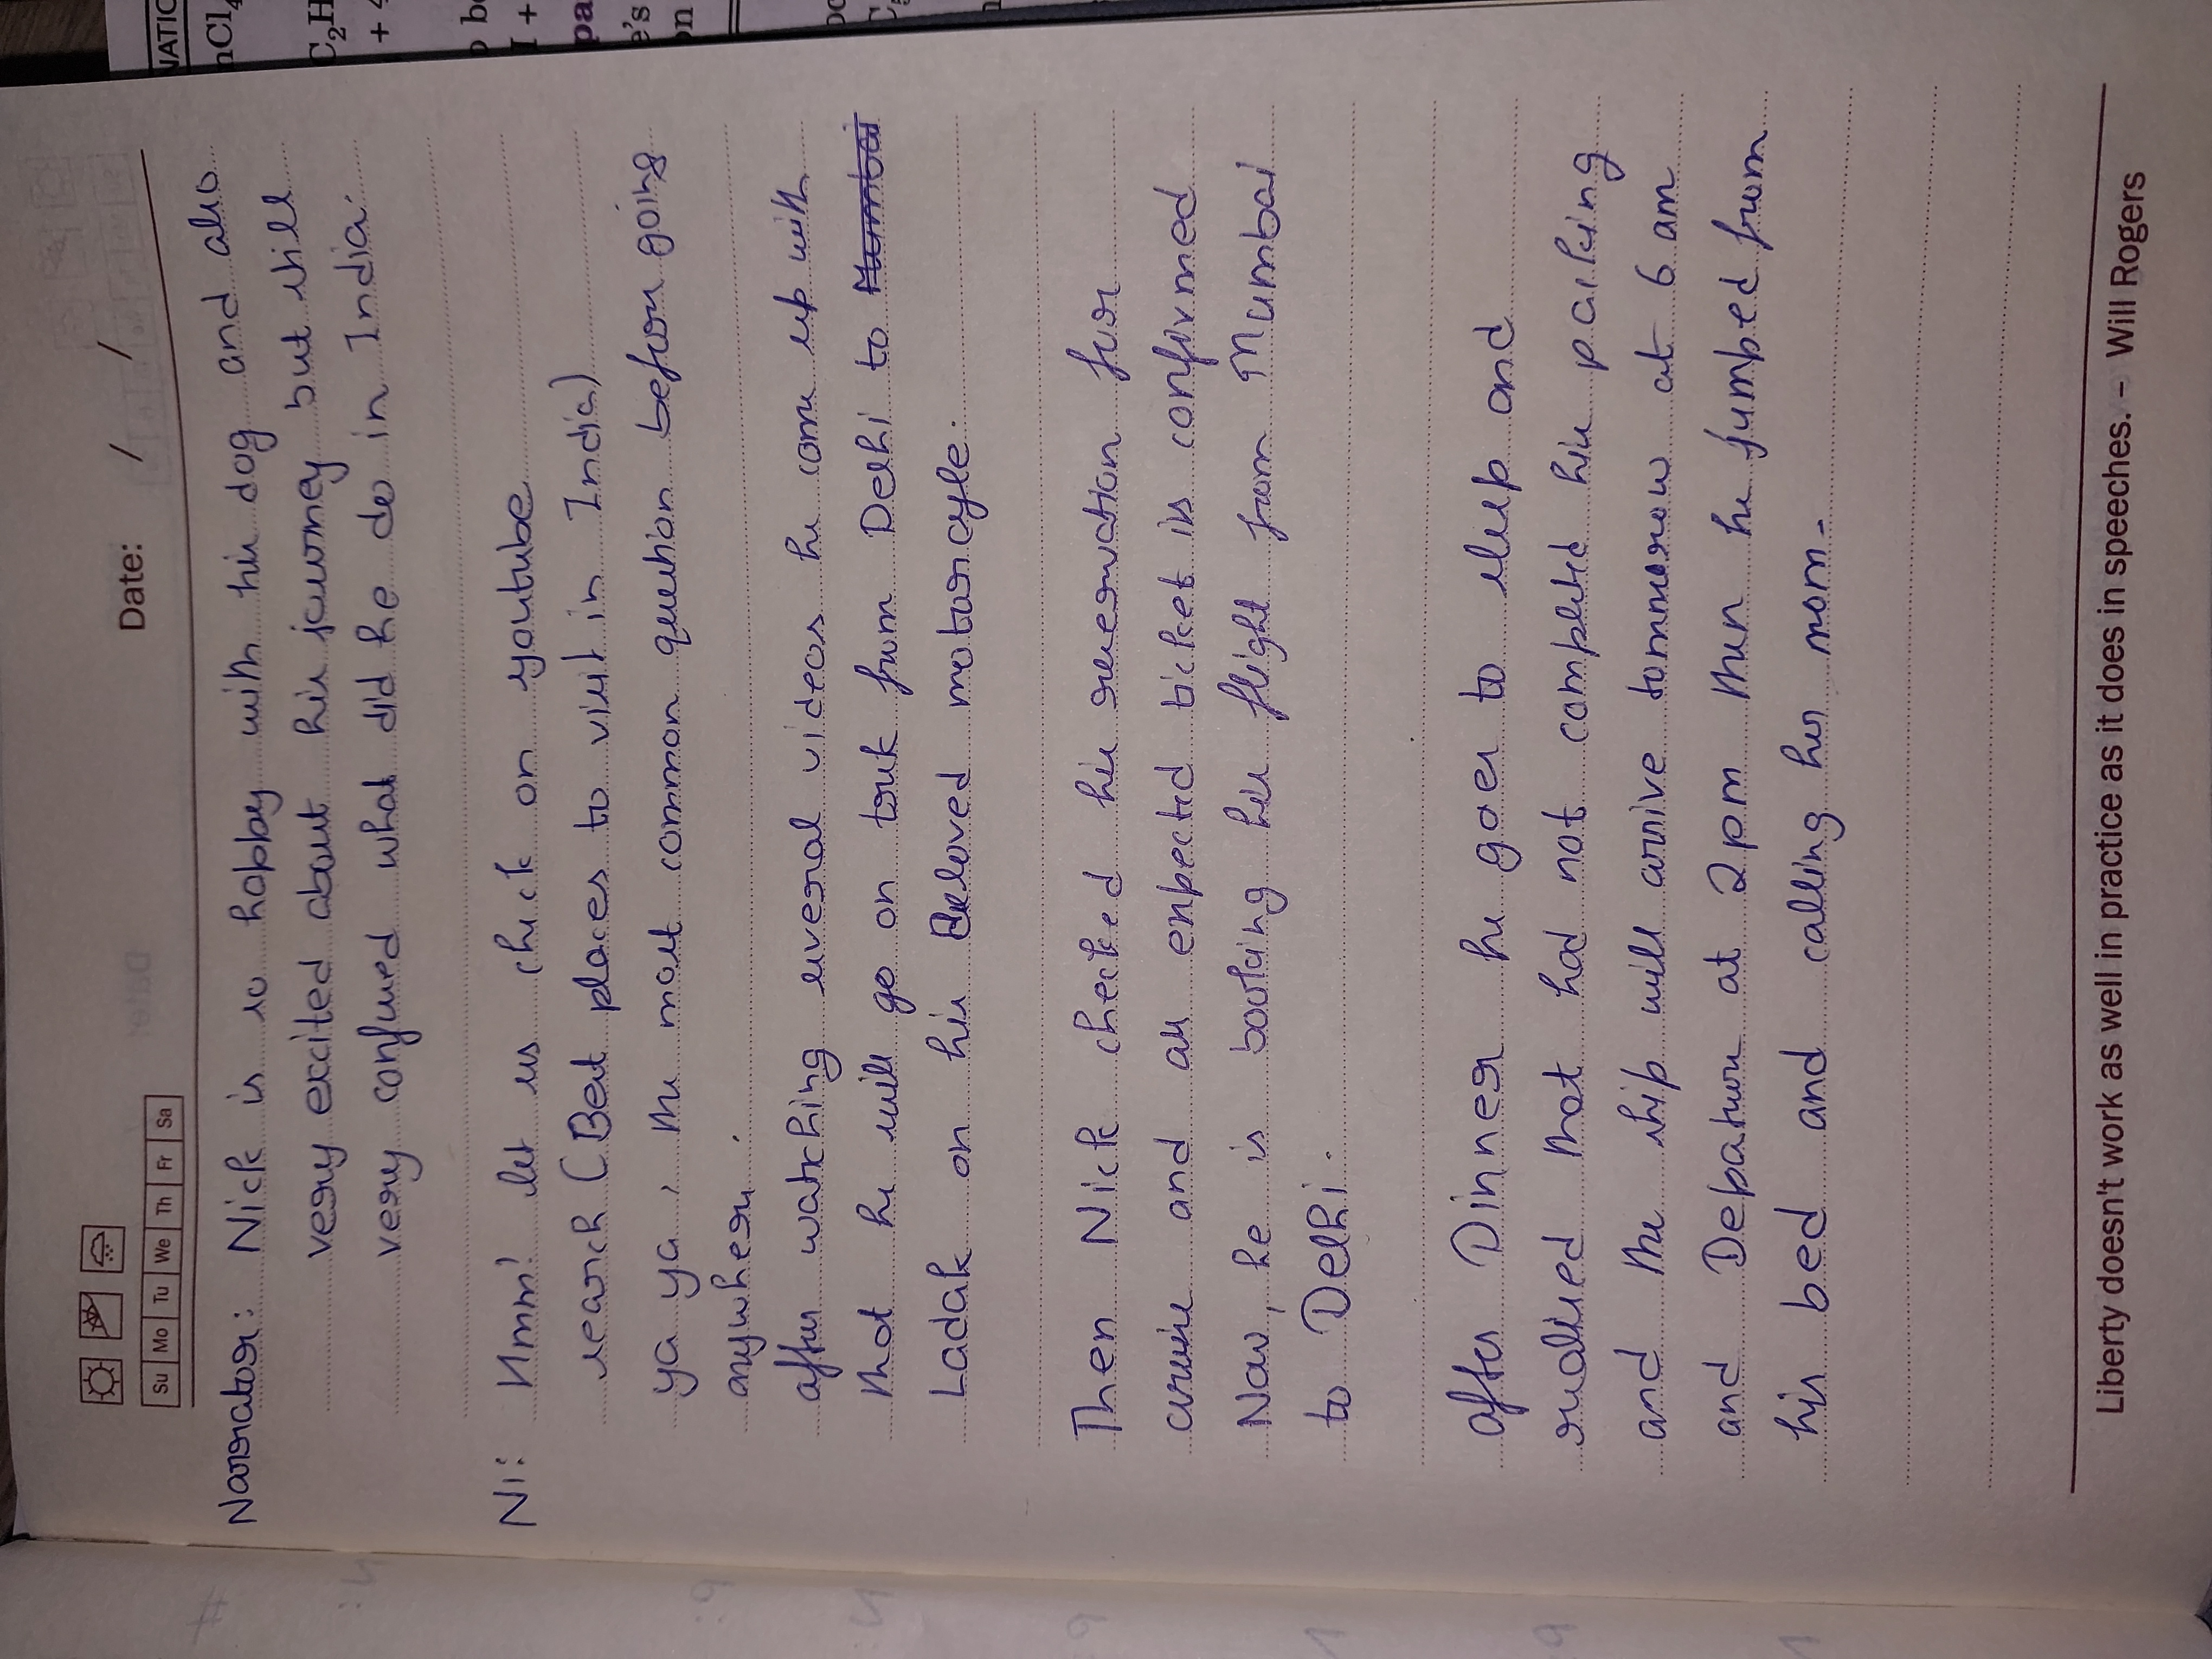 Su Mo Tu We Th Fr Sa
Date: / /
Narrator: Nick is so happy with his dog and also
very excited about his journey but still
very confused what did he do in India.
Ni: Hmm! let us check on youtube
search (Best places to visit in India)
ya ya, the most common question before going
anywhere.
after watching several videos he come up with
that he will go on trek from Delhi to Mumbai
Ladak on his Beloved motorcyle.
Then Nick checked his reservation for
cruise and as expected ticket is confirmed
Now, he is booking his flight from Mumbai
to Delhi.
after Dinner he goes to sleep and
realised that had not completed his packing
and the ship will arrive tommorow at 6 am
and Depature at 2pm then he jumped from
his bed and calling her mom.
Liberty doesn't work as well in practice as it does in speeches. – Will Rogers
NATIO
C₂H
+ 4
I +
pa
e's
on